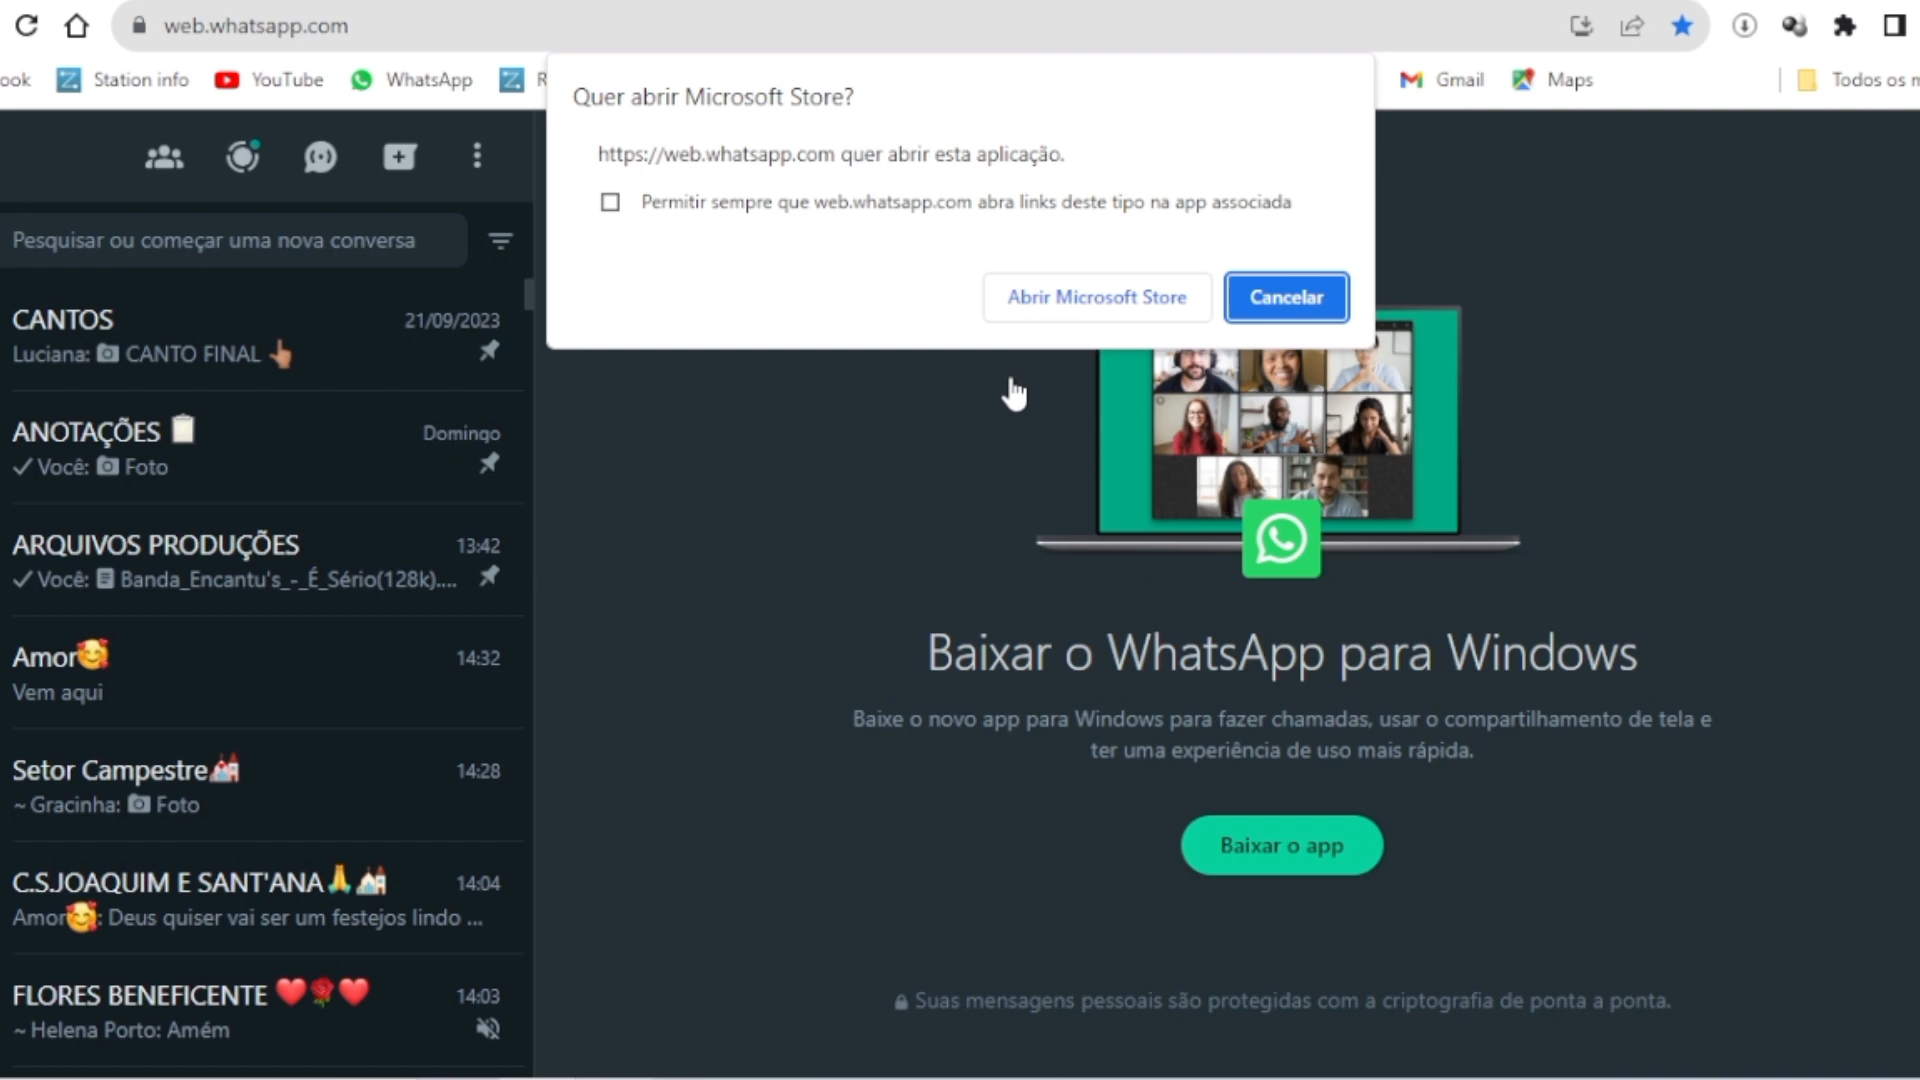 web.whatsapp.com
ook Station info YouTube WhatsApp R Gmail Maps Todos os m
Quer abrir Microsoft Store?
https://web.whatsapp.com quer abrir esta aplicação.
Permitir sempre que web.whatsapp.com abra links deste tipo na app associada
Abrir Microsoft Store Cancelar
Pesquisar ou começar uma nova conversa
CANTOS 21/09/2023
Luciana: 📷 CANTO FINAL 👆🏽
ANOTAÇÕES 📋 Domingo
✓ Você: 📷 Foto
ARQUIVOS PRODUÇÕES 13:42
✓ Você: Banda_Encantu's_-_É_Sério(128k)....
Amor🥰 14:32
Vem aqui
Setor Campestre💒 14:28
~ Gracinha: 📷 Foto
C.S.JOAQUIM E SANT'ANA🙏💒 14:04
Amor🥰: Deus quiser vai ser um festejos lindo ...
FLORES BENEFICENTE ❤️🌹❤️ 14:03
~ Helena Porto: Amém
Baixar o WhatsApp para Windows
Baixe o novo app para Windows para fazer chamadas, usar o compartilhamento de tela e
ter uma experiência de uso mais rápida.
Baixar o app
Suas mensagens pessoais são protegidas com a criptografia de ponta a ponta.